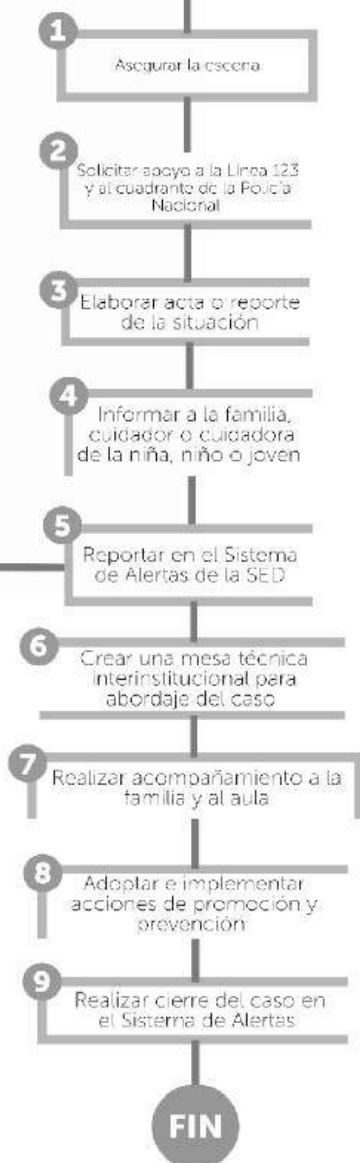 1
Asegurar la escena
2
Solicitar apoyo a la Línea 123
y al cuadrante de la Policía
Nacional
3
Elaborar acta o reporte
de la situación
4
Informar a la familia,
cuidador o cuidadora
de la niña, niño o joven
5
Reportar en el Sistema
de Alertas de la SED
6
Crear una mesa técnica
interinstitucional para
abordaje del caso
7
Realizar acompañamiento a la
familia y al aula
8
Adoptar e implementar
acciones de promoción y
prevención
9
Realizar cierre del caso en
el Sistema de Alertas
FIN